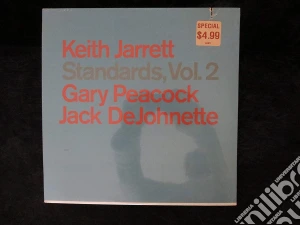 SPECIAL
$4.99
Keith Jarrett
Standards, Vol. 2
Gary Peacock
Jack DeJohnette